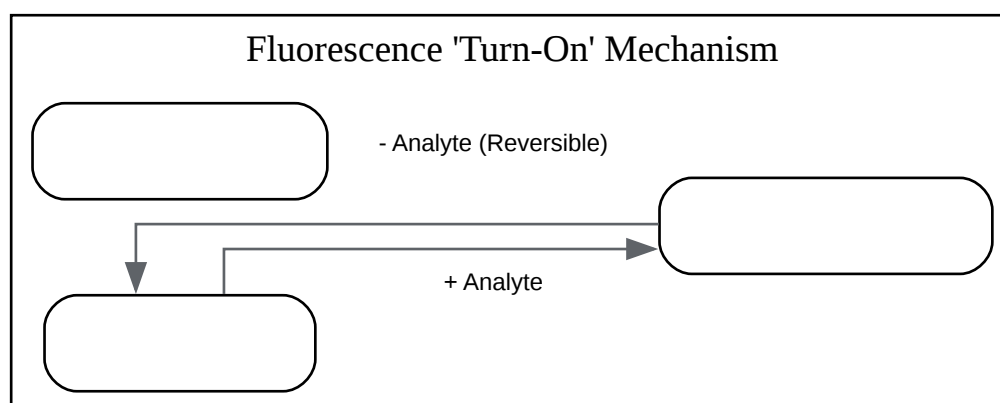 Fluorescence 'Turn-On' Mechanism
- Analyte (Reversible)
+ Analyte